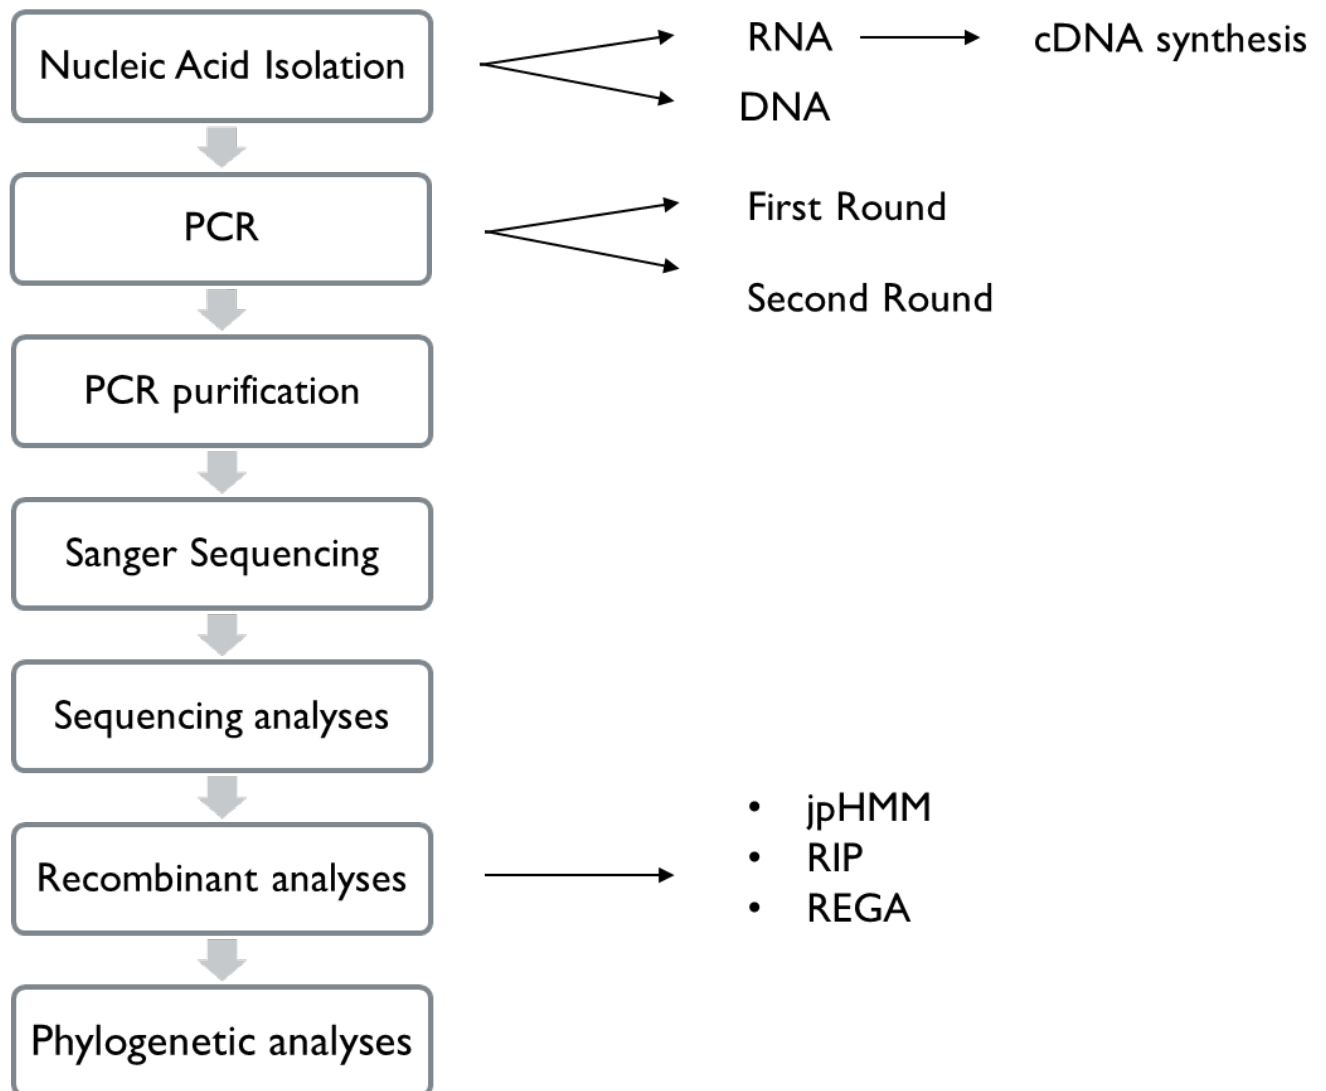 Nucleic Acid Isolation
RNA
cDNA synthesis
DNA
PCR
First Round
Second Round
PCR purification
Sanger Sequencing
Sequencing analyses
Recombinant analyses
• jpHMM
• RIP
• REGA
Phylogenetic analyses